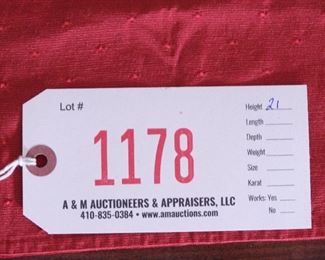 Lot #
1178
A & M AUCTIONEERS & APPRAISERS, LLC
410-835-0384 • www.amauctions.com
Height 21
Length
Depth
Weight
Size
Karat
Works: Yes
No